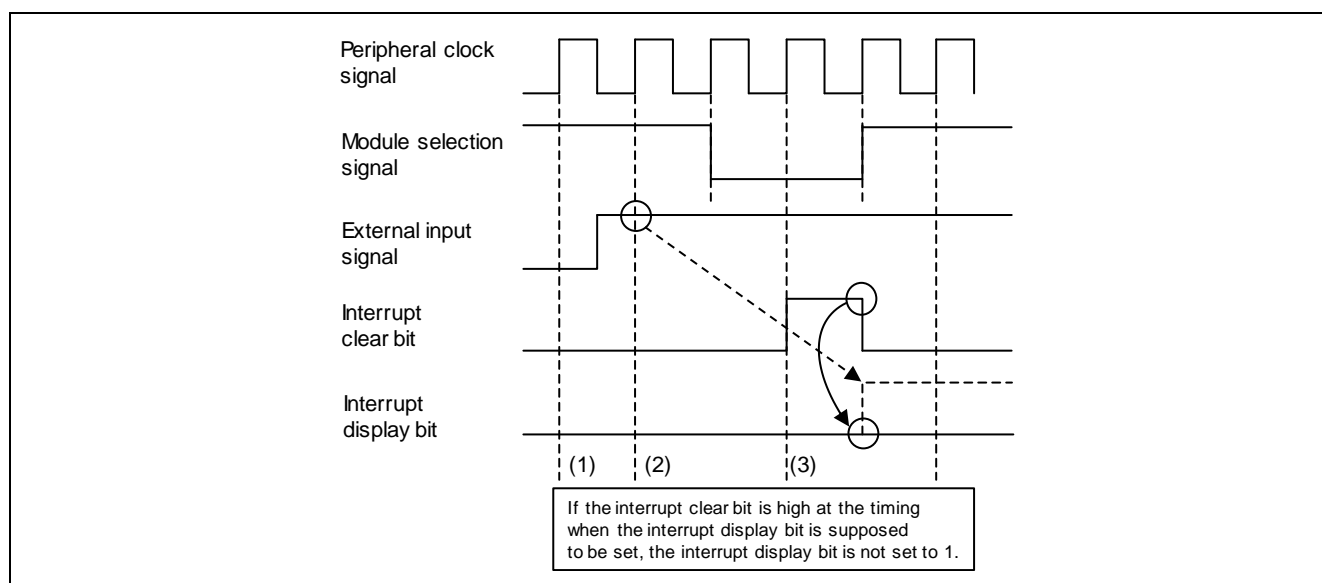 Peripheral clock
signal
Module selection
signal
External input
signal
Interrupt
clear bit
Interrupt
display bit
(1) (2) (3)
If the interrupt clear bit is high at the timing
when the interrupt display bit is supposed
to be set, the interrupt display bit is not set to 1.